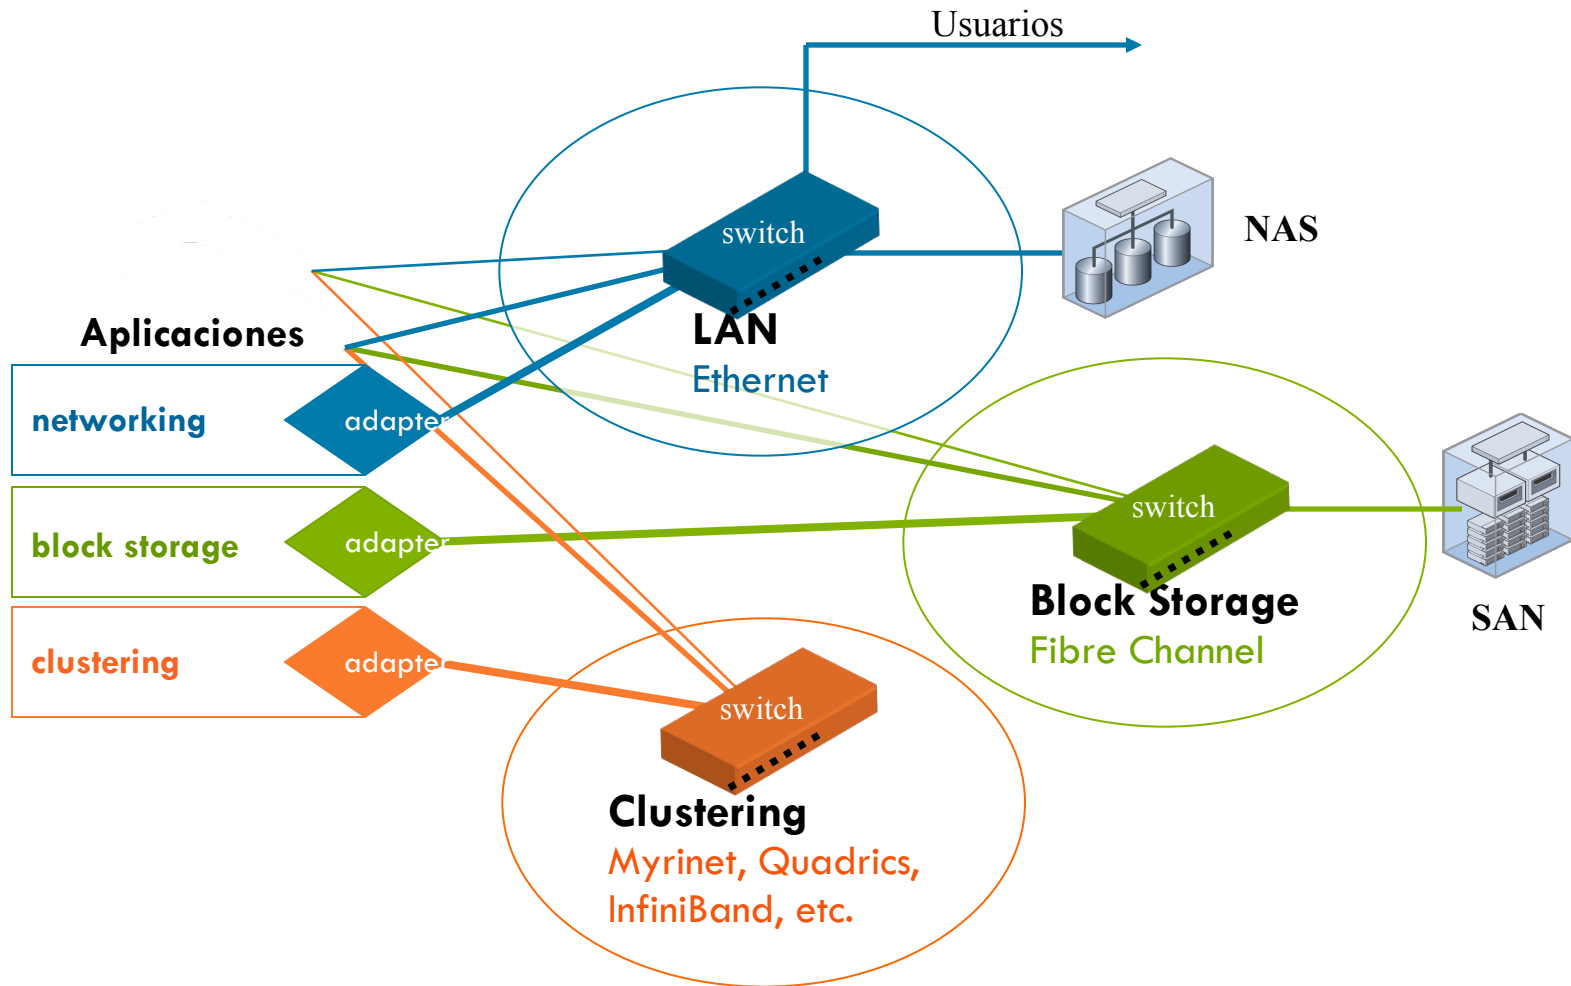 Usuarios
switch
NAS
Aplicaciones
LAN
Ethernet
networking
adapter
switch
block storage
adapter
Block Storage
Fibre Channel
SAN
clustering
adapter
switch
Clustering
Myrinet, Quadrics,
InfiniBand, etc.